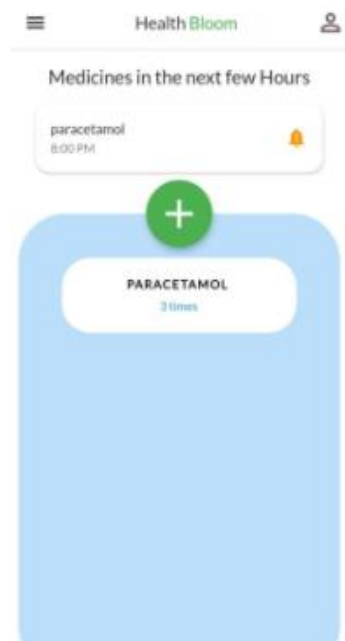 Health Bloom
Medicines in the next few Hours
paracetamol
8:00 PM
PARACETAMOL
3 times